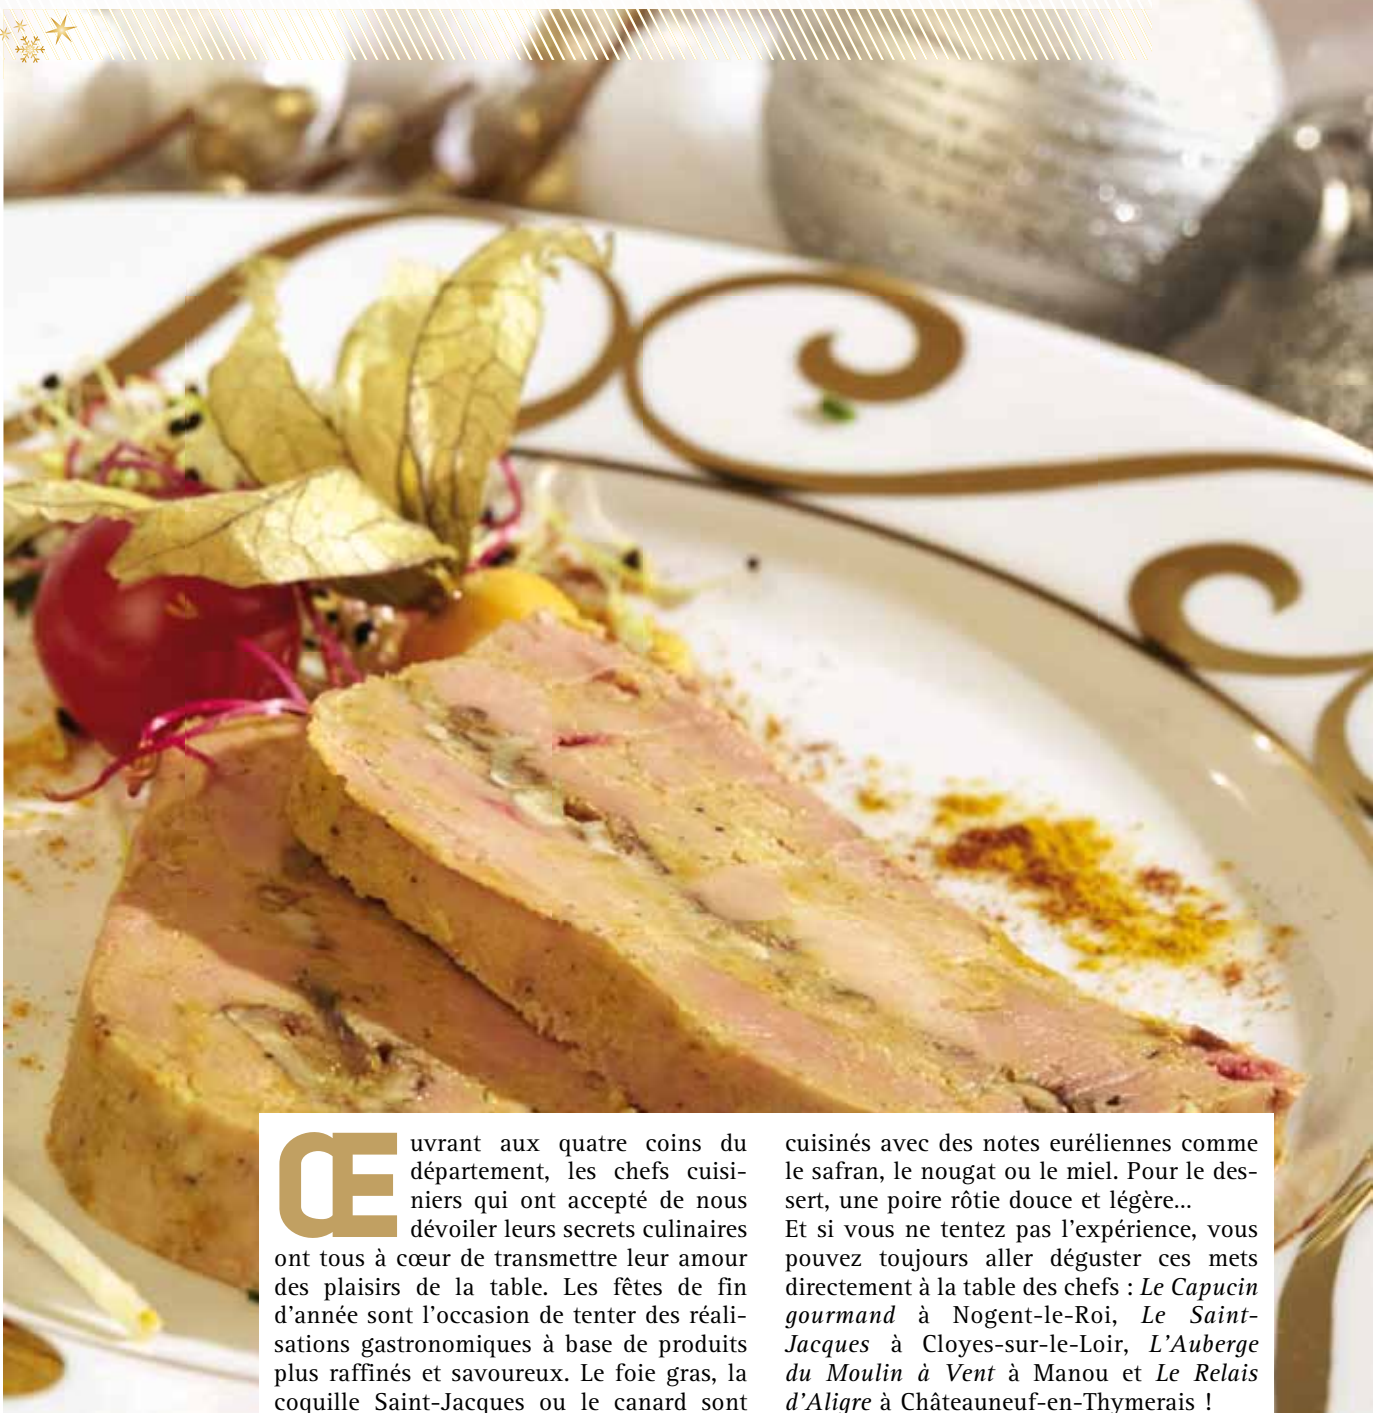 Œuvrant aux quatre coins du
département, les chefs cuisi-
niers qui ont accepté de nous
dévoiler leurs secrets culinaires
ont tous à cœur de transmettre leur amour
des plaisirs de la table. Les fêtes de fin
d'année sont l'occasion de tenter des réali-
sations gastronomiques à base de produits
plus raffinés et savoureux. Le foie gras, la
coquille Saint-Jacques ou le canard sont
cuisinés avec des notes euréliennes comme
le safran, le nougat ou le miel. Pour le des-
sert, une poire rôtie douce et légère...
Et si vous ne tentez pas l'expérience, vous
pouvez toujours aller déguster ces mets
directement à la table des chefs : Le Capucin
gourmand à Nogent-le-Roi, Le Saint-
Jacques à Cloyes-sur-le-Loir, L'Auberge
du Moulin à Vent à Manou et Le Relais
d'Aligre à Châteauneuf-en-Thymerais !